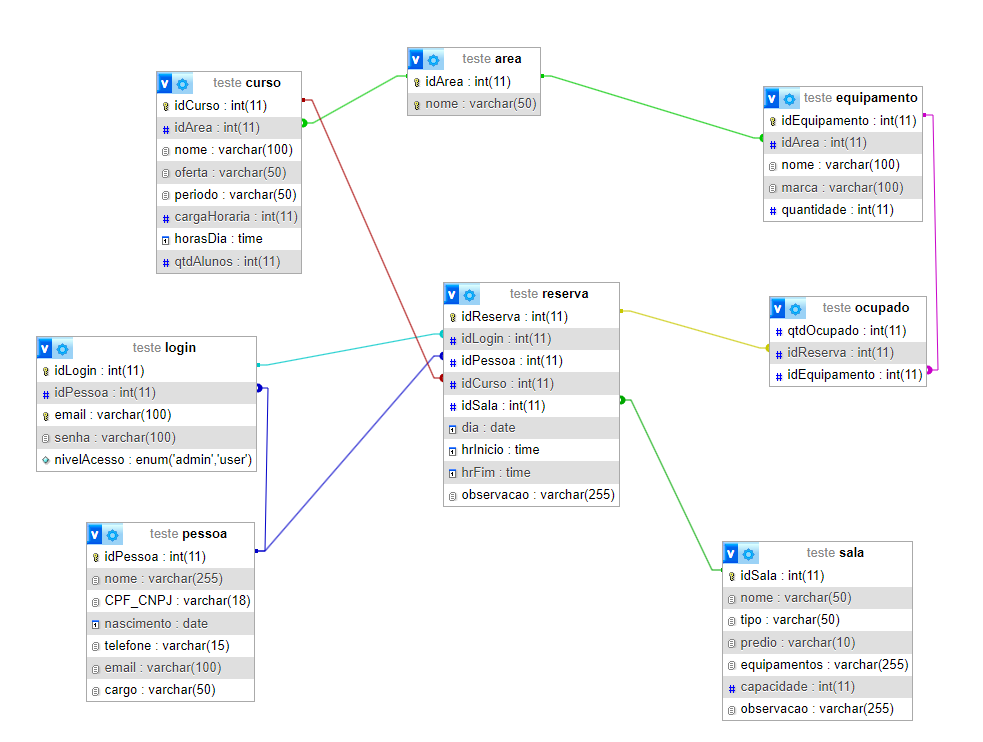 teste area
idArea : int(11)
nome : varchar(50)
teste curso
idCurso : int(11)
idArea : int(11)
nome : varchar(100)
oferta : varchar(50)
periodo : varchar(50)
cargaHoraria : int(11)
horasDia : time
qtdAlunos : int(11)
teste equipamento
idEquipamento : int(11)
idArea : int(11)
nome : varchar(100)
marca : varchar(100)
quantidade : int(11)
teste reserva
idReserva : int(11)
idLogin : int(11)
idPessoa : int(11)
idCurso : int(11)
idSala : int(11)
dia : date
hrInicio : time
hrFim : time
observacao : varchar(255)
teste ocupado
qtdOcupado : int(11)
idReserva : int(11)
idEquipamento : int(11)
teste login
idLogin : int(11)
idPessoa : int(11)
email : varchar(100)
senha : varchar(100)
nivelAcesso : enum('admin','user')
teste pessoa
idPessoa : int(11)
nome : varchar(255)
CPF_CNPJ : varchar(18)
nascimento : date
telefone : varchar(15)
email : varchar(100)
cargo : varchar(50)
teste sala
idSala : int(11)
nome : varchar(50)
tipo : varchar(50)
predio : varchar(10)
equipamentos : varchar(255)
capacidade : int(11)
observacao : varchar(255)